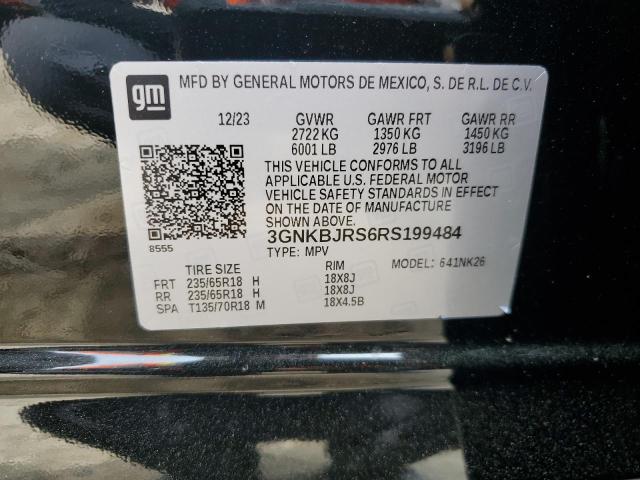 gm
MFD BY GENERAL MOTORS DE MEXICO, S. DE R.L. DE C.V.
12/23 GVWR GAWR FRT GAWR RR
2722 KG 1350 KG 1450 KG
6001 LB 2976 LB 3196 LB
THIS VEHICLE CONFORMS TO ALL
APPLICABLE U.S. FEDERAL MOTOR
VEHICLE SAFETY STANDARDS IN EFFECT
ON THE DATE OF MANUFACTURE
SHOWN ABOVE.
8555
3GNKBJRS6RS199484
TYPE: MPV MODEL: 641NK26
TIRE SIZE RIM
FRT 235/65R18 H 18X8J
RR 235/65R18 H 18X8J
SPA T135/70R18 M 18X4.5B